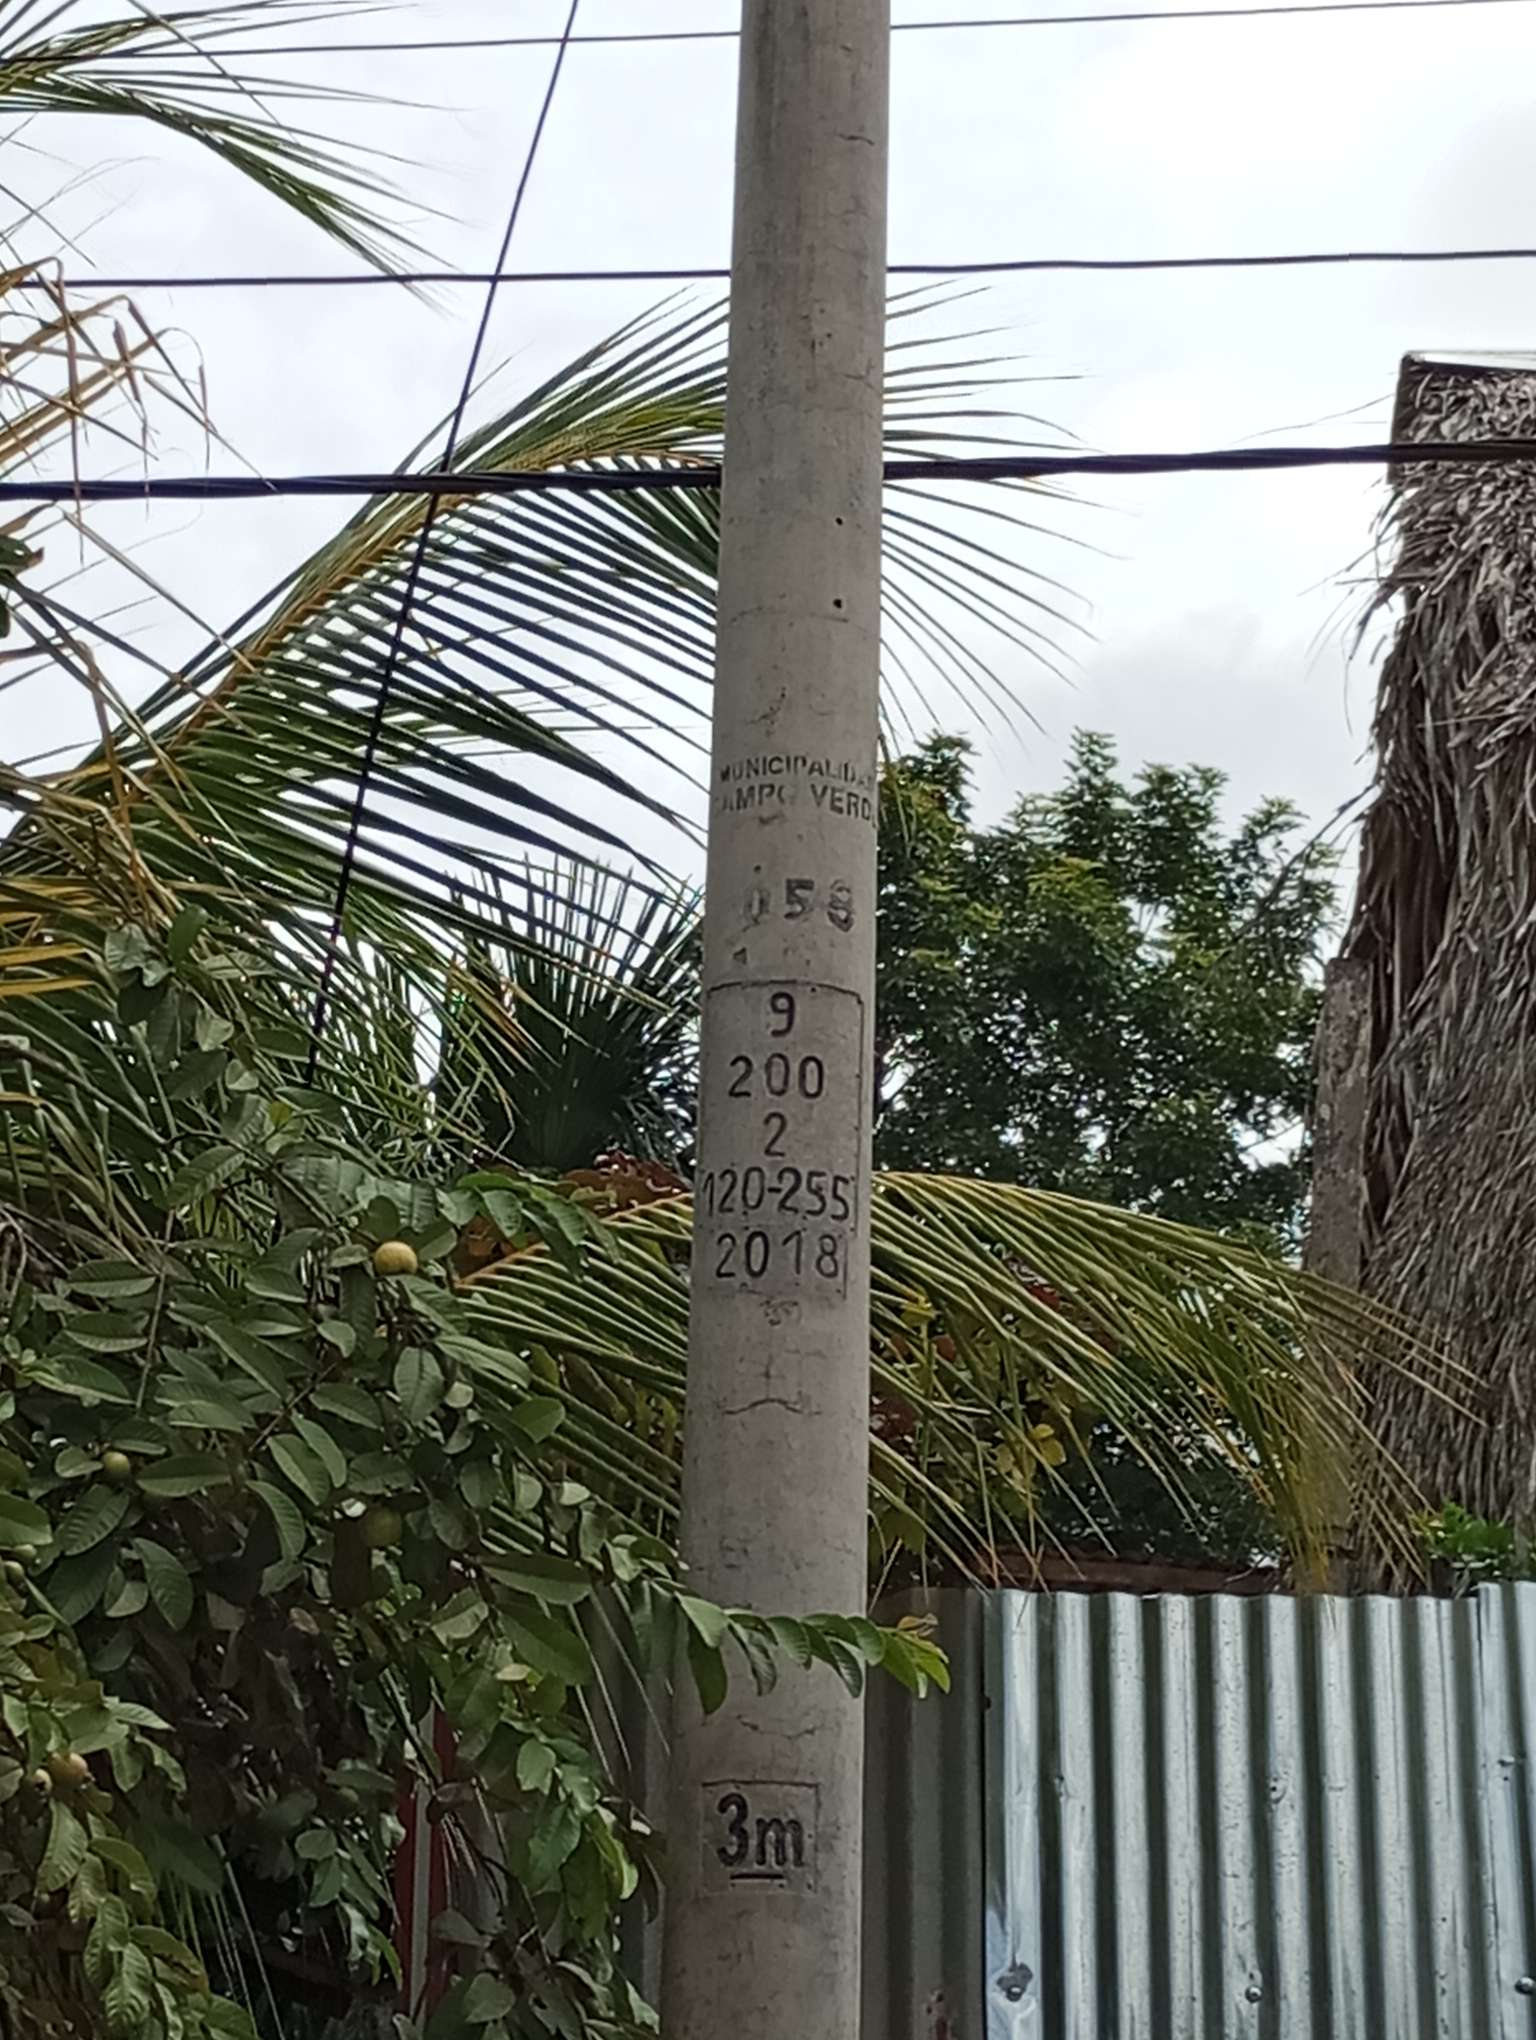 MUNICIPALIDAD
CAMPO VERDE
058
9
200
2
120-255
2018
3m